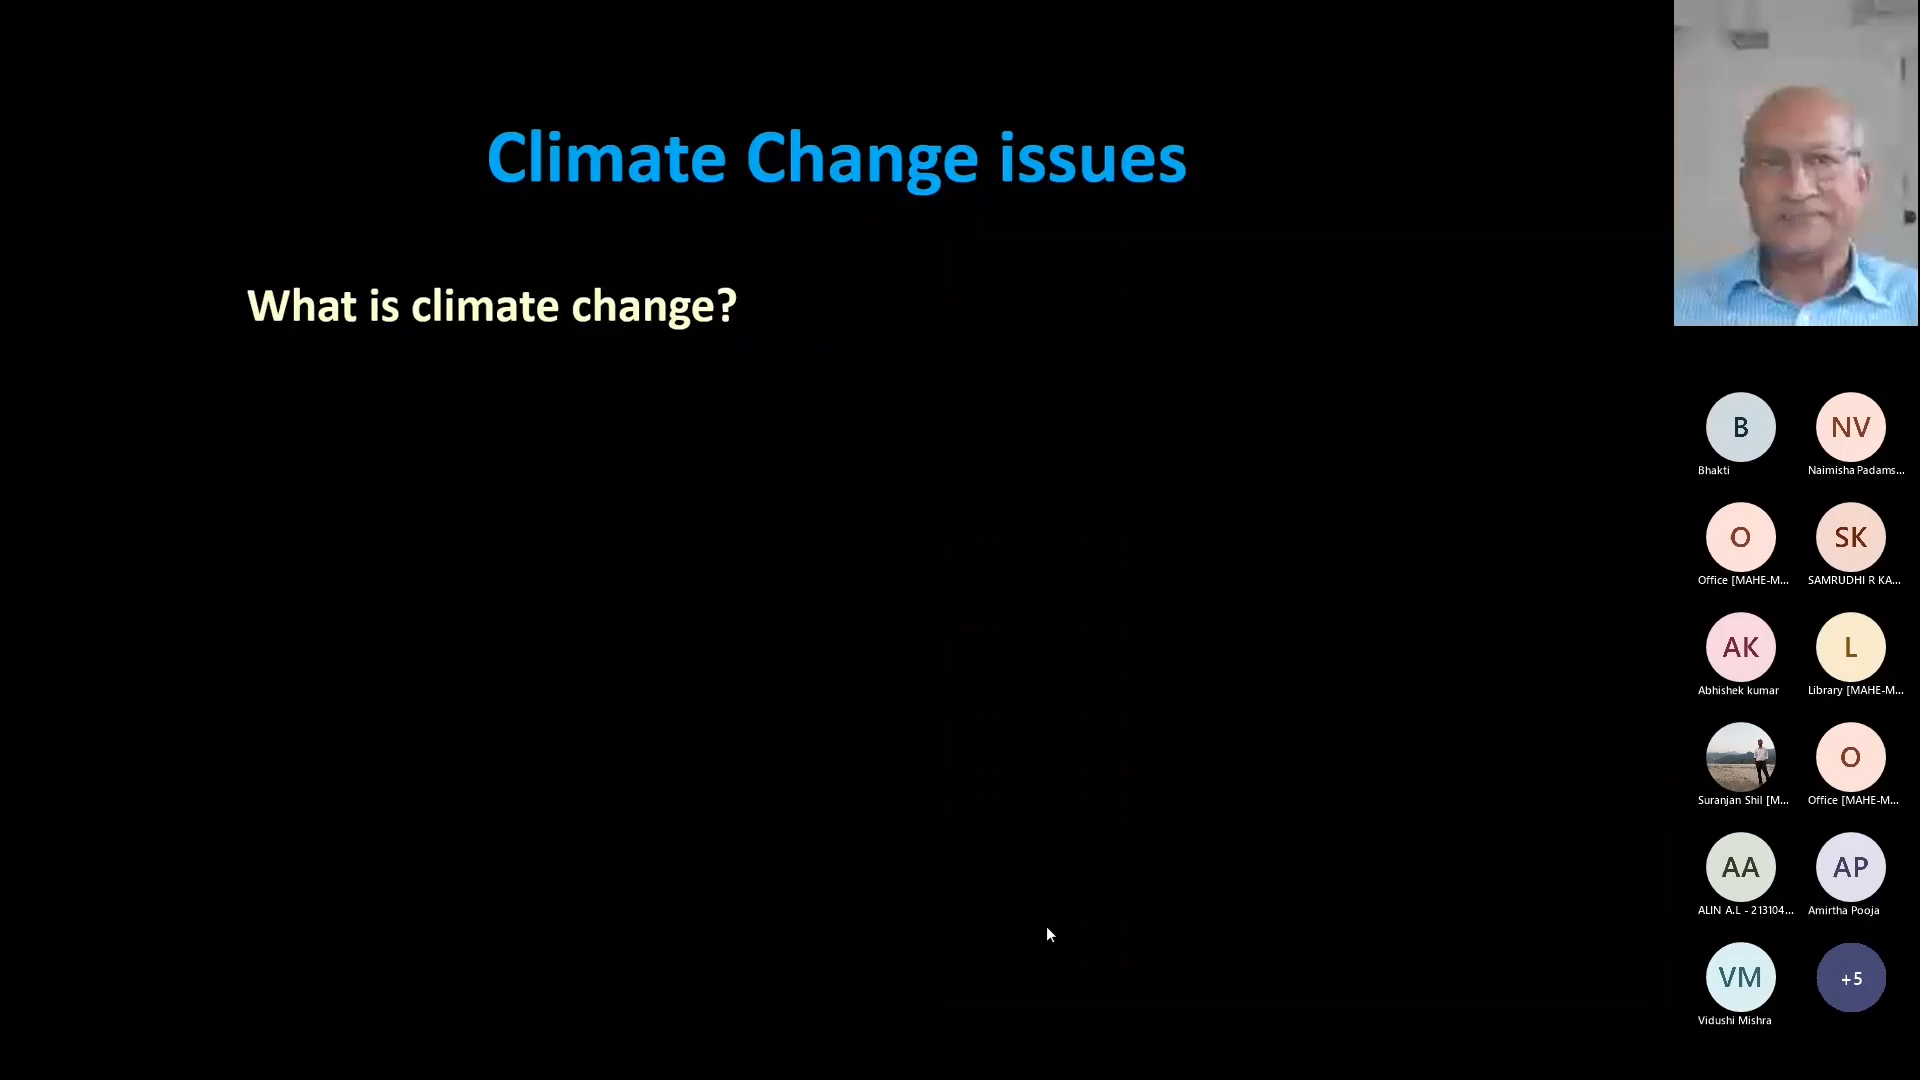 Climate Change issues
What is climate change?
B
NV
Bhakti
Naimisha Padams...
O
SK
Office [MAHE-M...
SAMRUDHI R KA...
AK
L
Abhishek kumar
Library [MAHE-M...
O
Suranjan Shil [M...
Office [MAHE-M...
AA
AP
ALIN A.L - 213104...
Amirtha Pooja
VM
+5
Vidushi Mishra